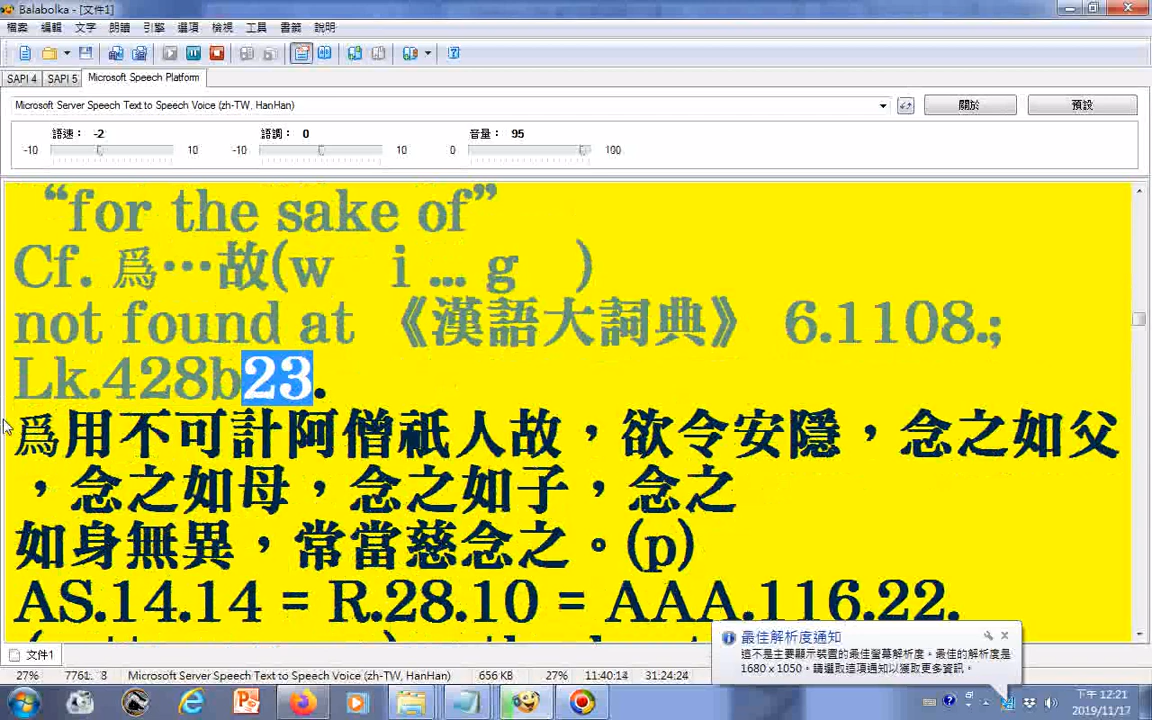 Balabolka - [文件1]
檔案 編輯 文字 朗讀 引擎 選項 檢視 工具 書籤 說明
SAPI 4 SAPI 5 Microsoft Speech Platform
Microsoft Server Speech Text to Speech Voice (zh-TW, HanHan) 關於 預設
語速： -2 語調： 0 音量： 95
-10 10 -10 10 0 100
“for the sake of”
Cf. 爲…故(w i ... g )
not found at 《漢語大詞典》 6.1108.;
Lk.428b23.
爲用不可計阿僧祇人故，欲令安隱，念之如父
，念之如母，念之如子，念之
如身無異，常當慈念之。(p)
AS.14.14 = R.28.10 = AAA.116.22.
文件1
最佳解析度通知
這不是主要顯示裝置的最佳螢幕解析度。最佳的解析度是
1680 x 1050。請選取這項通知以獲取更多資訊。
27% Microsoft Server Speech Text to Speech Voice (zh-TW, HanHan) 656 KB 27% 11:40:14 31:24:24
下午 12:21
2019/11/17